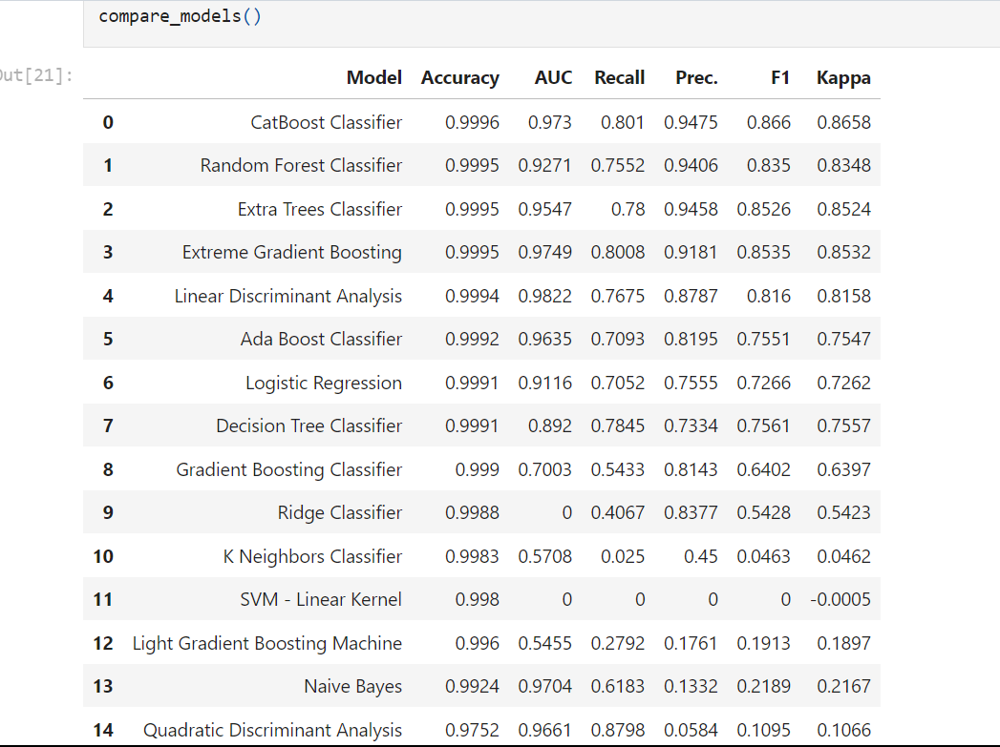 compare_models()
Out[21]:
Model Accuracy AUC Recall Prec. F1 Kappa
0 CatBoost Classifier 0.9996 0.973 0.801 0.9475 0.866 0.8658
1 Random Forest Classifier 0.9995 0.9271 0.7552 0.9406 0.835 0.8348
2 Extra Trees Classifier 0.9995 0.9547 0.78 0.9458 0.8526 0.8524
3 Extreme Gradient Boosting 0.9995 0.9749 0.8008 0.9181 0.8535 0.8532
4 Linear Discriminant Analysis 0.9994 0.9822 0.7675 0.8787 0.816 0.8158
5 Ada Boost Classifier 0.9992 0.9635 0.7093 0.8195 0.7551 0.7547
6 Logistic Regression 0.9991 0.9116 0.7052 0.7555 0.7266 0.7262
7 Decision Tree Classifier 0.9991 0.892 0.7845 0.7334 0.7561 0.7557
8 Gradient Boosting Classifier 0.999 0.7003 0.5433 0.8143 0.6402 0.6397
9 Ridge Classifier 0.9988 0 0.4067 0.8377 0.5428 0.5423
10 K Neighbors Classifier 0.9983 0.5708 0.025 0.45 0.0463 0.0462
11 SVM - Linear Kernel 0.998 0 0 0 0 -0.0005
12 Light Gradient Boosting Machine 0.996 0.5455 0.2792 0.1761 0.1913 0.1897
13 Naive Bayes 0.9924 0.9704 0.6183 0.1332 0.2189 0.2167
14 Quadratic Discriminant Analysis 0.9752 0.9661 0.8798 0.0584 0.1095 0.1066